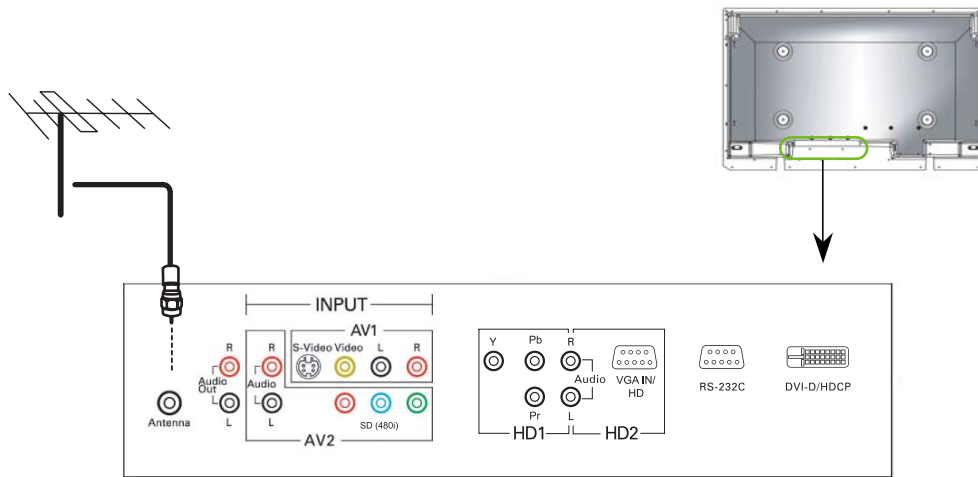 INPUT
AV1
S-Video Video L R
R R
Audio Out
Audio
L L
Antenna
SD (480i)
AV2
Y Pb R
Audio
Pr L
HD1 HD2
VGA IN/
HD
RS-232C
DVI-D/HDCP